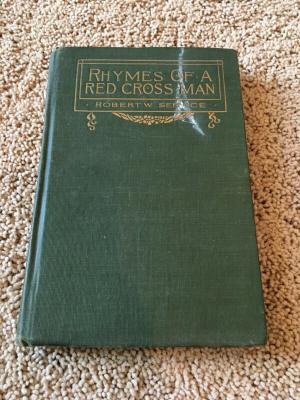 RHYMES OF A
RED CROSS MAN
ROBERT W. SERVICE